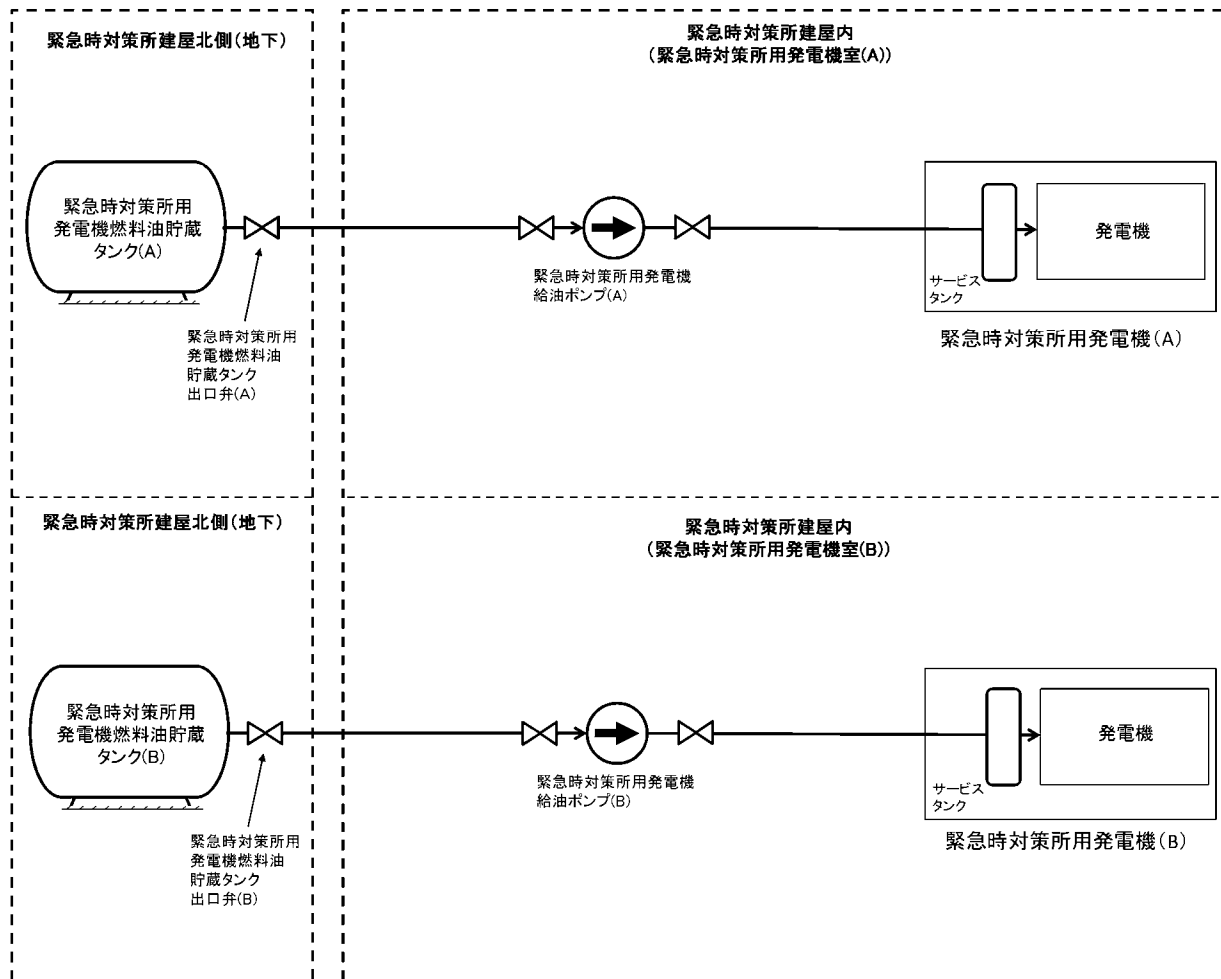 緊急時対策所建屋北側(地下)
緊急時対策所建屋内
(緊急時対策所用発電機室(A))
緊急時対策所用
発電機燃料油貯蔵
タンク(A)
緊急時対策所用
発電機燃料油
貯蔵タンク
出口弁(A)
緊急時対策所用発電機
給油ポンプ(A)
サービス
タンク
発電機
緊急時対策所用発電機(A)
緊急時対策所建屋北側(地下)
緊急時対策所建屋内
(緊急時対策所用発電機室(B))
緊急時対策所用
発電機燃料油貯蔵
タンク(B)
緊急時対策所用
発電機燃料油
貯蔵タンク
出口弁(B)
緊急時対策所用発電機
給油ポンプ(B)
サービス
タンク
発電機
緊急時対策所用発電機(B)